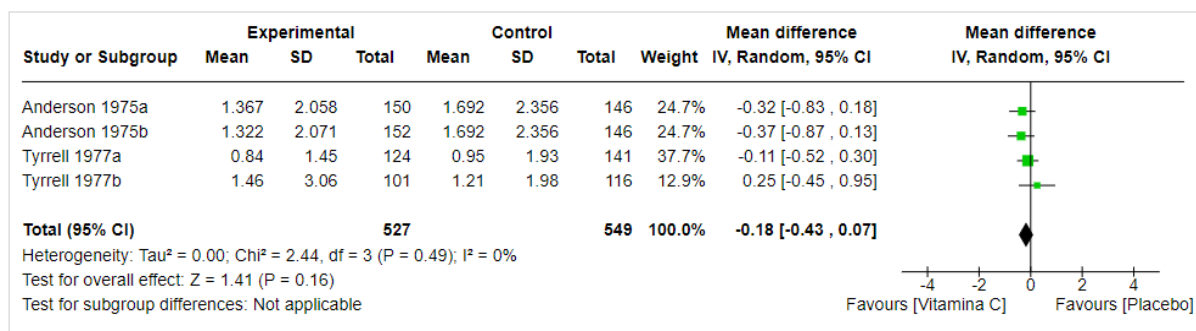 Experimental Control Mean difference Mean difference
Study or Subgroup Mean SD Total Mean SD Total Weight IV, Random, 95% CI IV, Random, 95% CI
Anderson 1975a 1.367 2.058 150 1.692 2.356 146 24.7% -0.32 [-0.83 , 0.18]
Anderson 1975b 1.322 2.071 152 1.692 2.356 146 24.7% -0.37 [-0.87 , 0.13]
Tyrrell 1977a 0.84 1.45 124 0.95 1.93 141 37.7% -0.11 [-0.52 , 0.30]
Tyrrell 1977b 1.46 3.06 101 1.21 1.98 116 12.9% 0.25 [-0.45 , 0.95]
Total (95% CI) 527 549 100.0% -0.18 [-0.43 , 0.07]
Heterogeneity: Tau² = 0.00; Chi² = 2.44, df = 3 (P = 0.49); I² = 0%
Test for overall effect: Z = 1.41 (P = 0.16)
Test for subgroup differences: Not applicable
-4 -2 0 2 4
Favours [Vitamina C] Favours [Placebo]